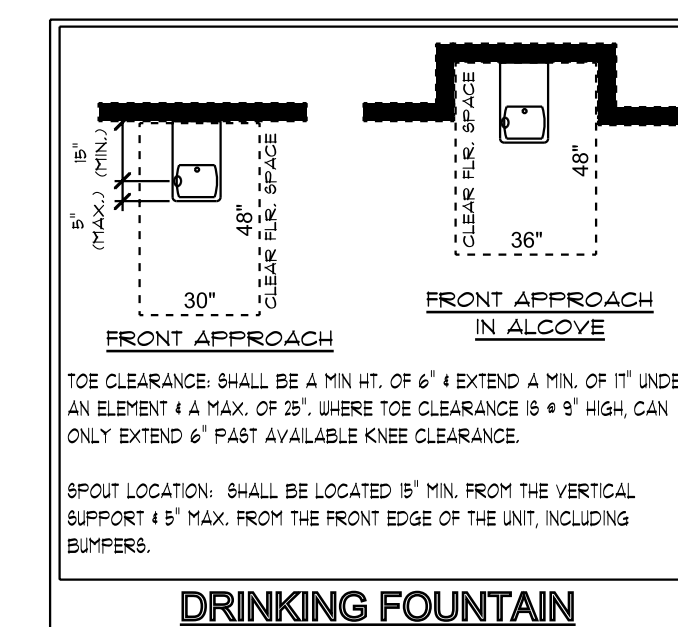 15" (MIN.)
5" (MAX.)
48"
CLEAR FLR. SPACE
30"
FRONT APPROACH
CLEAR FLR. SPACE
48"
36"
FRONT APPROACH
IN ALCOVE
TOE CLEARANCE: SHALL BE A MIN HT. OF 6" & EXTEND A MIN. OF 17" UNDE
AN ELEMENT & A MAX. OF 25". WHERE TOE CLEARANCE IS @ 9" HIGH, CAN
ONLY EXTEND 6" PAST AVAILABLE KNEE CLEARANCE.
SPOUT LOCATION: SHALL BE LOCATED 15" MIN. FROM THE VERTICAL
SUPPORT & 5" MAX. FROM THE FRONT EDGE OF THE UNIT, INCLUDING
BUMPERS.
DRINKING FOUNTAIN